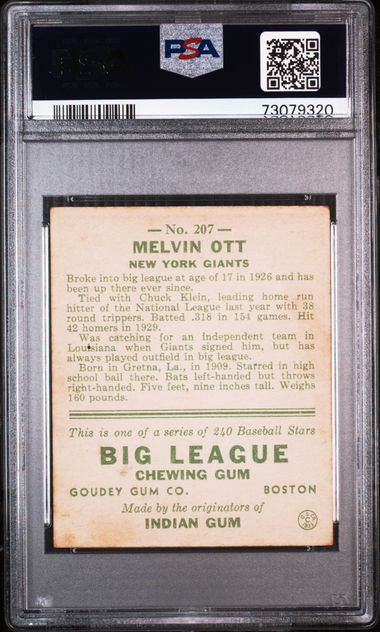 PSA
73079320
— No. 207 —
MELVIN OTT
NEW YORK GIANTS
Broke into big league at age of 17 in 1926 and has
been up there ever since.
Tied with Chuck Klein, leading home run
hitter of the National League last year with 38
round trippers. Batted .318 in 154 games. Hit
42 homers in 1929.
Was catching for an independent team in
Louisiana when Giants signed him, but has
always played outfield in big league.
Born in Gretna, La., in 1909. Starred in high
school ball there. Bats left-handed but throws
right-handed. Five feet, nine inches tall. Weighs
160 pounds.
This is one of a series of 240 Baseball Stars
BIG LEAGUE
CHEWING GUM
GOUDEY GUM CO. BOSTON
Made by the originators of
INDIAN GUM